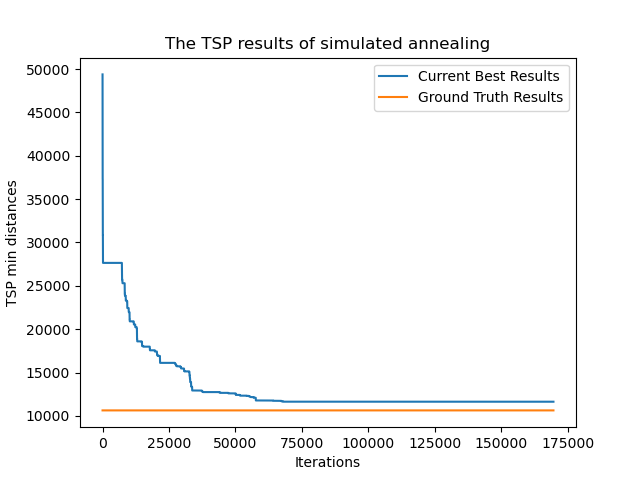 The TSP results of simulated annealing
50000
45000
40000
35000
30000
25000
20000
15000
10000
TSP min distances
Current Best Results
Ground Truth Results
0 25000 50000 75000 100000 125000 150000 175000
Iterations